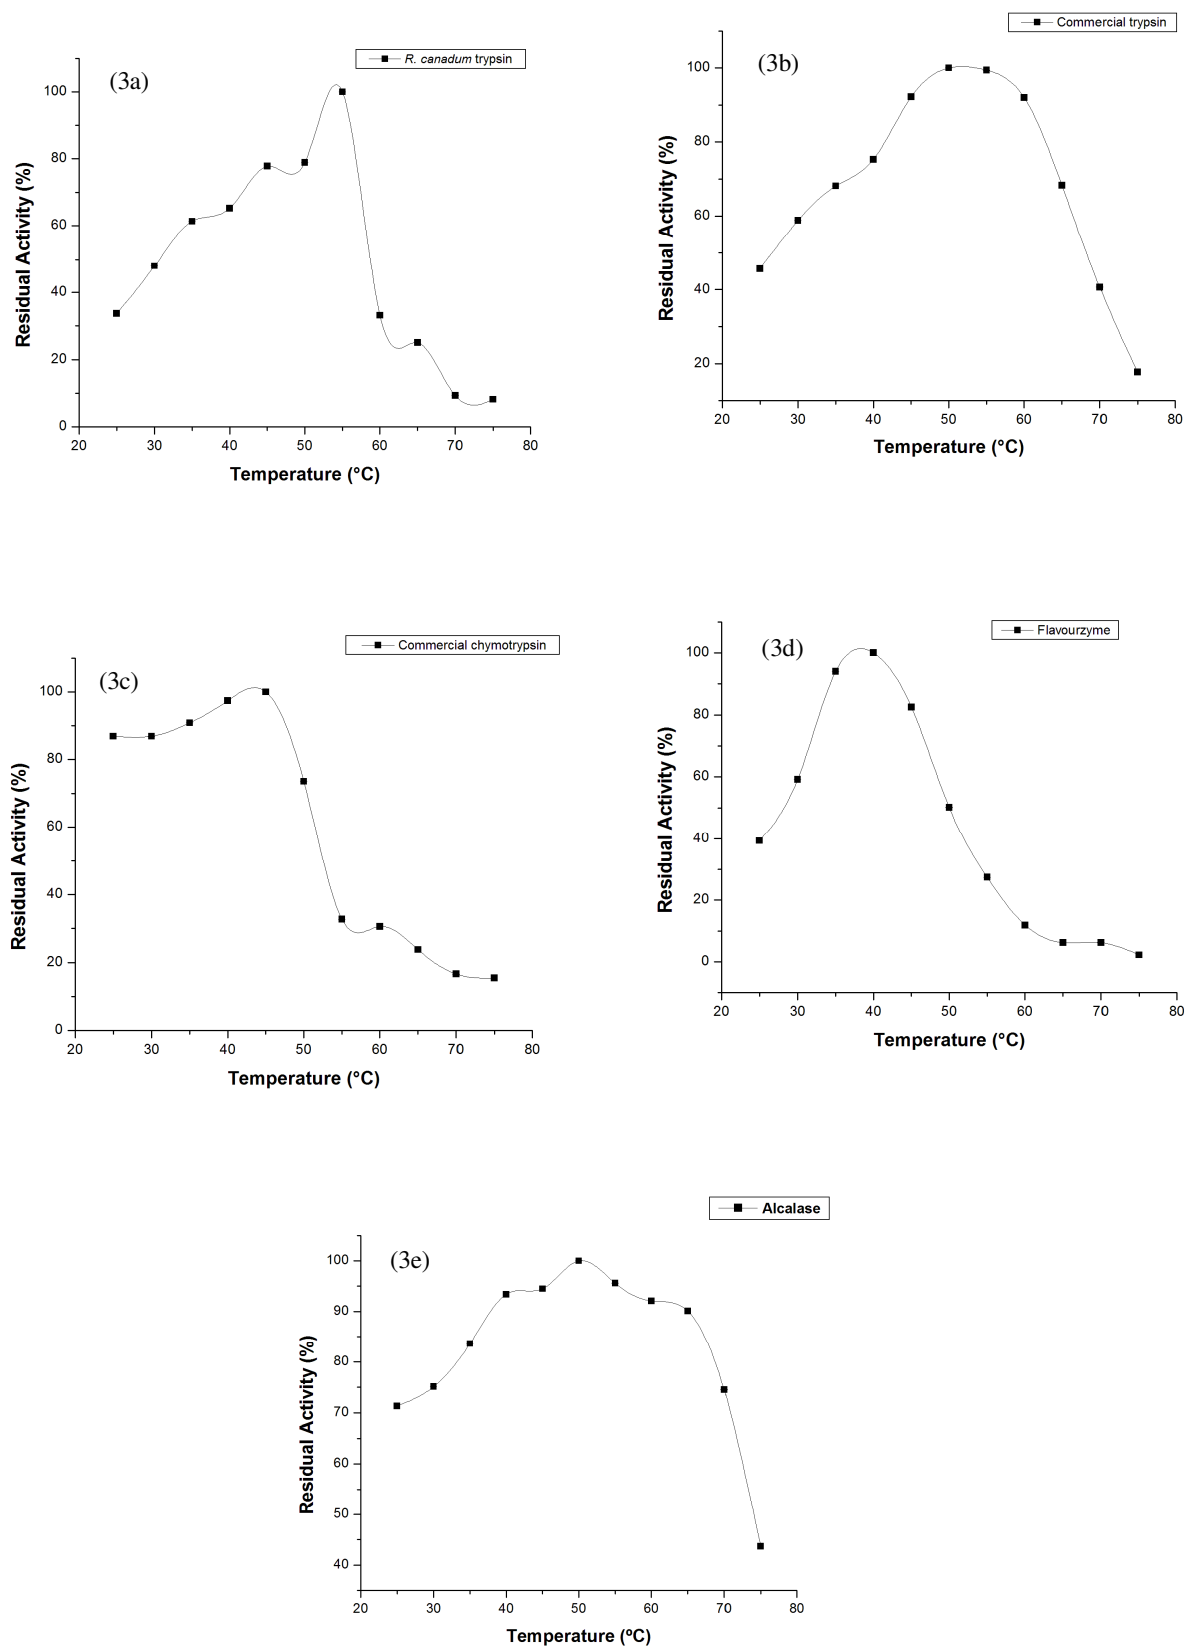 R. canadum trypsin
(3a)
100
80
60
40
20
0
20 30 40 50 60 70 80
Residual Activity (%)
Temperature (°C)
Commercial trypsin
(3b)
100
80
60
40
20
20 30 40 50 60 70 80
Residual Activity (%)
Temperature (°C)
Commercial chymotrypsin
(3c)
100
80
60
40
20
0
20 30 40 50 60 70 80
Residual Activity (%)
Temperature (°C)
Flavourzyme
(3d)
100
80
60
40
20
0
20 30 40 50 60 70 80
Residual Activity (%)
Temperature (°C)
Alcalase
(3e)
100
90
80
70
60
50
40
20 30 40 50 60 70 80
Residual Activity (%)
Temperature (ºC)